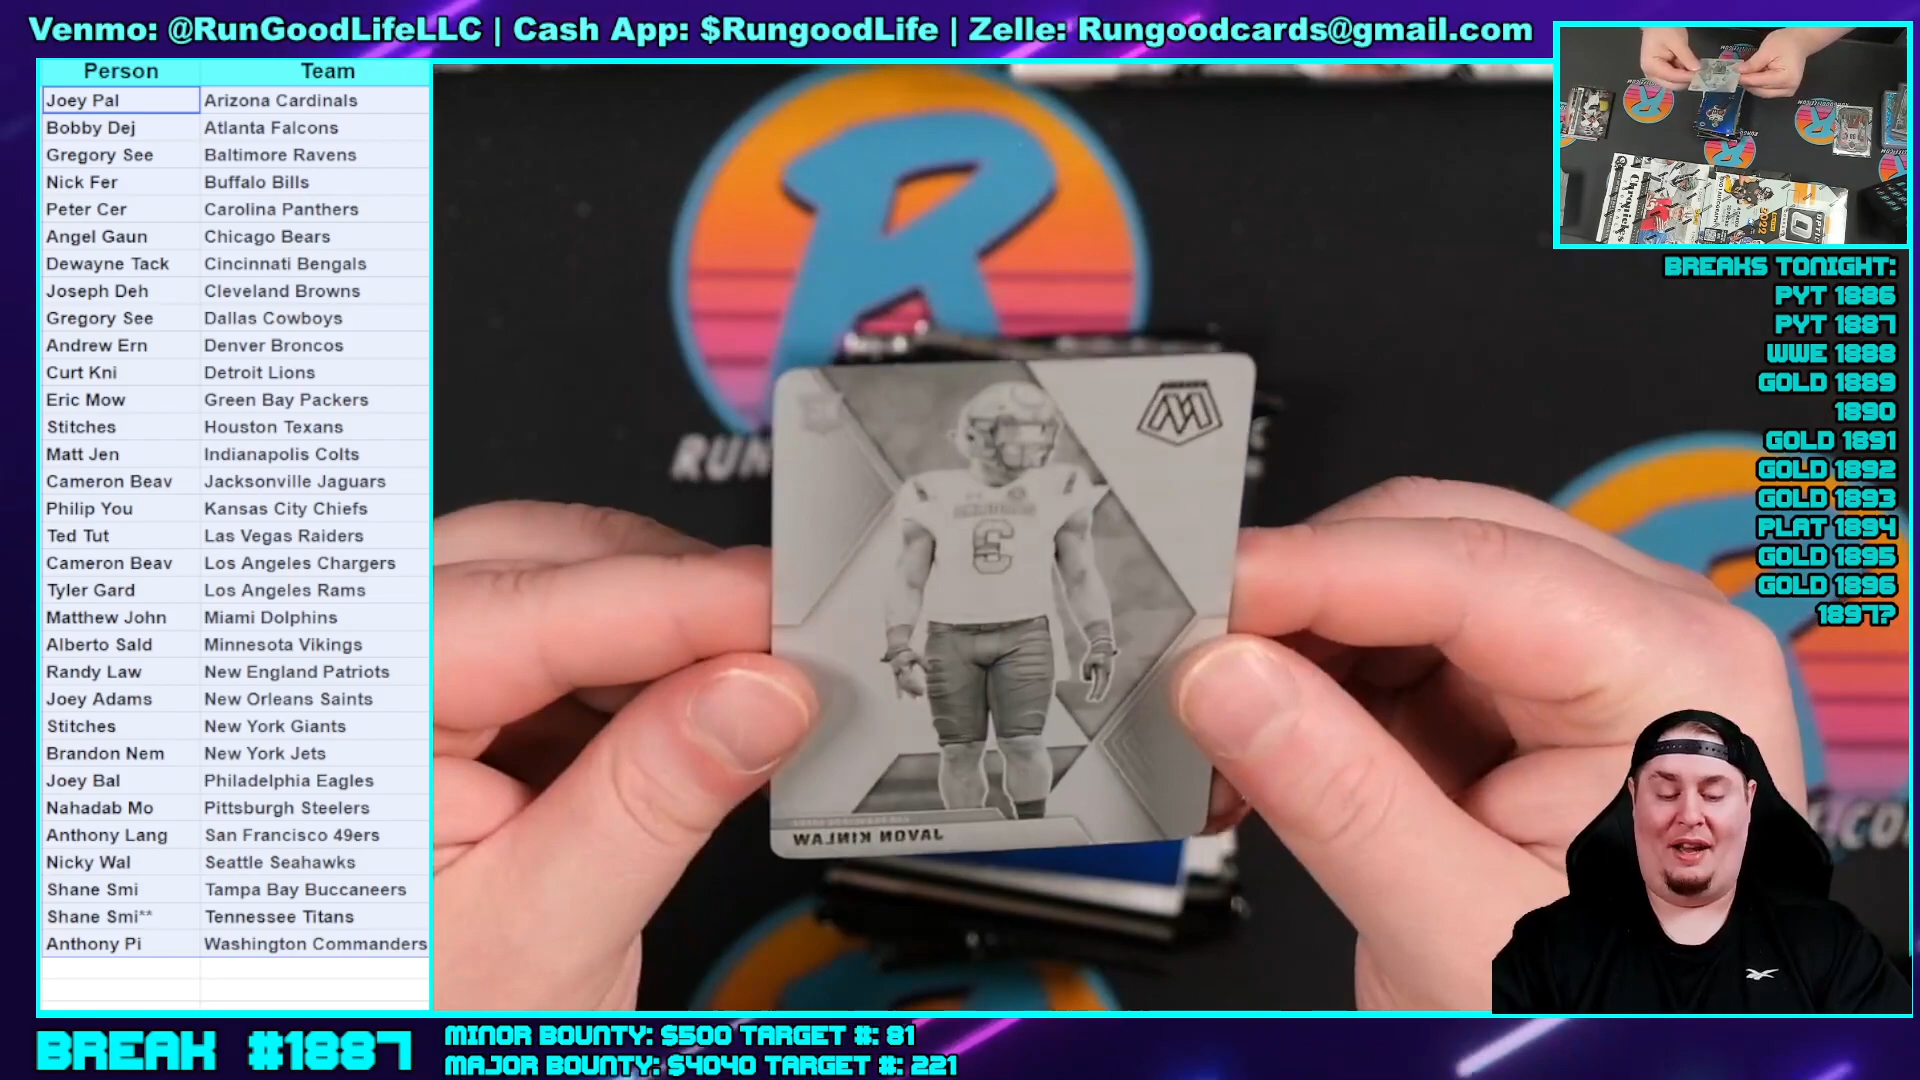 Venmo: @RunGoodLifeLLC | Cash App: $RungoodLife | Zelle: Rungoodcards@gmail.com
Person Team
Joey Pal Arizona Cardinals
Bobby Dej Atlanta Falcons
Gregory See Baltimore Ravens
Nick Fer Buffalo Bills
Peter Cer Carolina Panthers
Angel Gaun Chicago Bears
Dewayne Tack Cincinnati Bengals
Joseph Deh Cleveland Browns
Gregory See Dallas Cowboys
Andrew Ern Denver Broncos
Curt Kni Detroit Lions
Eric Mow Green Bay Packers
Stitches Houston Texans
Matt Jen Indianapolis Colts
Cameron Beav Jacksonville Jaguars
Philip You Kansas City Chiefs
Ted Tut Las Vegas Raiders
Cameron Beav Los Angeles Chargers
Tyler Gard Los Angeles Rams
Matthew John Miami Dolphins
Alberto Sald Minnesota Vikings
Randy Law New England Patriots
Joey Adams New Orleans Saints
Stitches New York Giants
Brandon Nem New York Jets
Joey Bal Philadelphia Eagles
Nahadab Mo Pittsburgh Steelers
Anthony Lang San Francisco 49ers
Nicky Wal Seattle Seahawks
Shane Smi Tampa Bay Buccaneers
Shane Smi** Tennessee Titans
Anthony Pi Washington Commanders
R
RUN
3
JAVON KINLAW
Chronicles
2022
OPTIC
BREAKS TONIGHT:
PYT 1886
PYT 1887
WWE 1888
GOLD 1889
1890
GOLD 1891
GOLD 1892
GOLD 1893
PLAT 1894
GOLD 1895
GOLD 1896
1897?
BREAK #1887
MINOR BOUNTY: $500 TARGET #: 81
MAJOR BOUNTY: $4040 TARGET #: 221